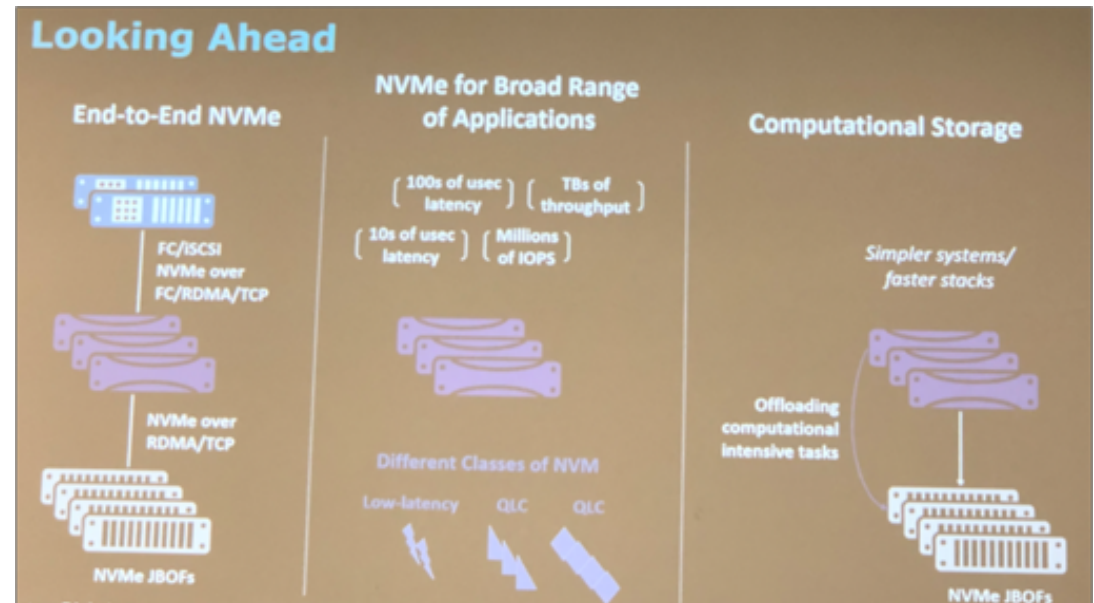 Looking Ahead
End-to-End NVMe
FC/iSCSI
NVMe over
FC/RDMA/TCP
NVMe over
RDMA/TCP
NVMe JBOFs
NVMe for Broad Range
of Applications
100s of usec
latency
TBs of
throughput
10s of usec
latency
Millions
of IOPS
Different Classes of NVM
Low-latency
QLC
QLC
Computational Storage
Simpler systems/
faster stacks
Offloading
computational
intensive tasks
NVMe JBOFs